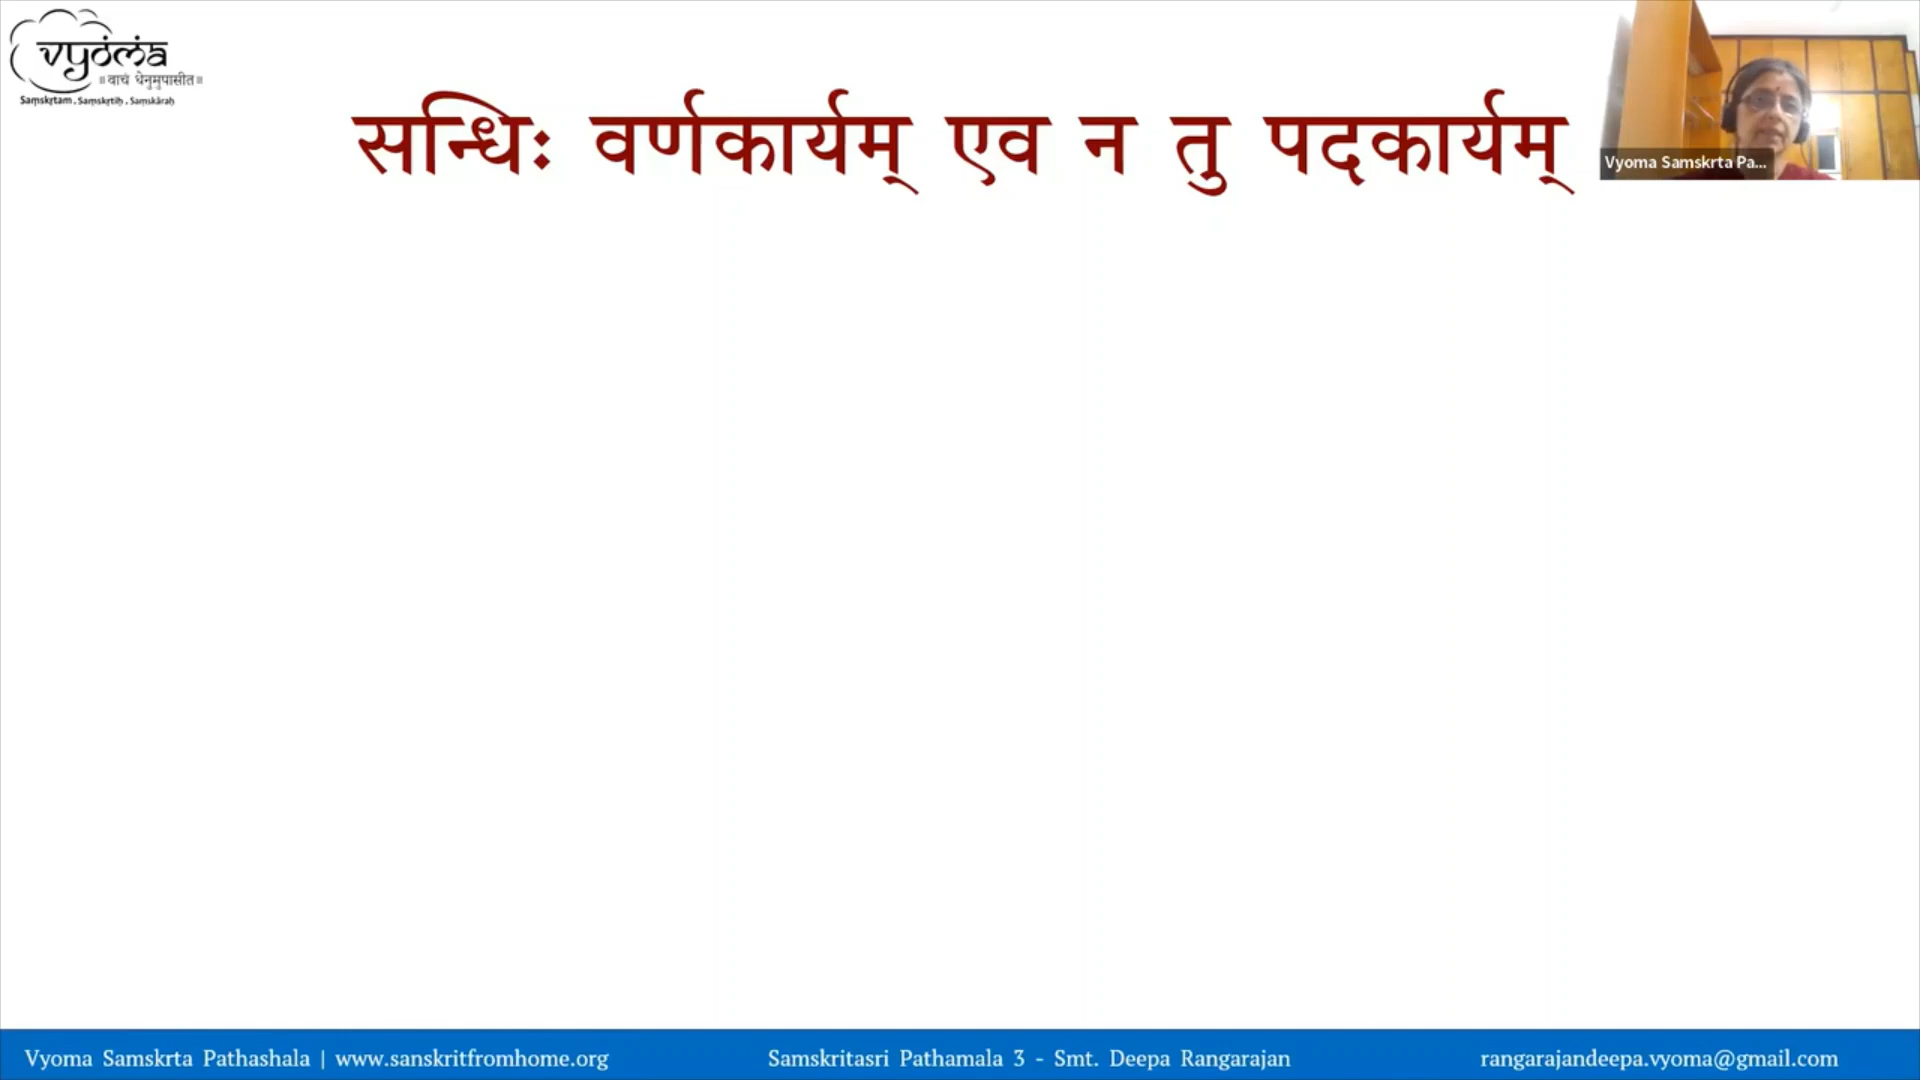 vyoma
॥ वाचं धेनुमुपासीत ॥
Saṃskṛtam . Saṃskṛtiḥ . Saṃskāraḥ
सन्धिः वर्णकार्यम् एव न तु पदकार्यम्
Vyoma Samskrta Pa...
Vyoma Samskrta Pathashala | www.sanskritfromhome.org
Samskritasri Pathamala 3 - Smt. Deepa Rangarajan
rangarajandeepa.vyoma@gmail.com